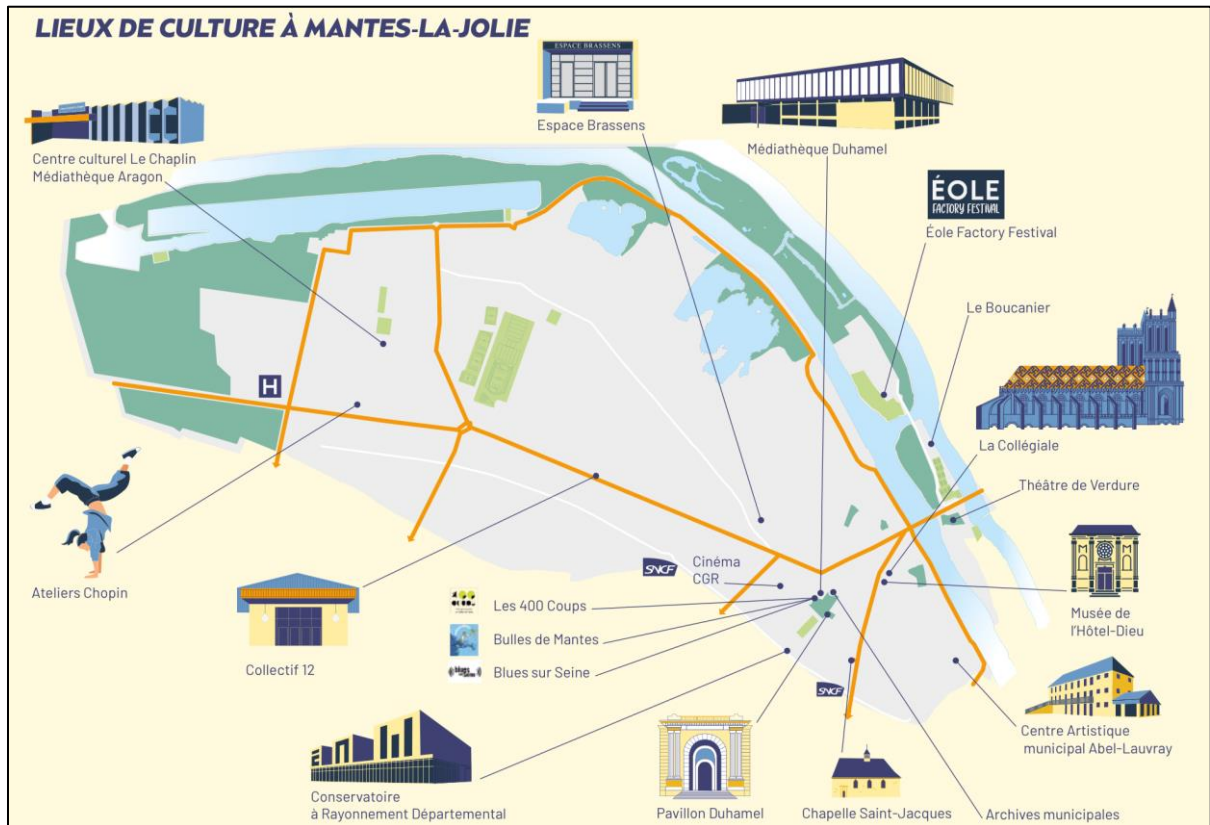 LIEUX DE CULTURE À MANTES-LA-JOLIE
ESPACE BRASSENS
Espace Brassens
Médiathèque Duhamel
Centre culturel Le Chaplin
Médiathèque Aragon
ÉOLE
FACTORY FESTIVAL
Éole Factory Festival
Le Boucanier
La Collégiale
H
Théâtre de Verdure
Ateliers Chopin
SNCF
Cinéma
CGR
Musée de
l'Hôtel-Dieu
Les 400 Coups
Bulles de Mantes
Blues sur Seine
Collectif 12
SNCF
Centre Artistique
municipal Abel-Lauvray
Conservatoire
à Rayonnement Départemental
Pavillon Duhamel
Chapelle Saint-Jacques
Archives municipales